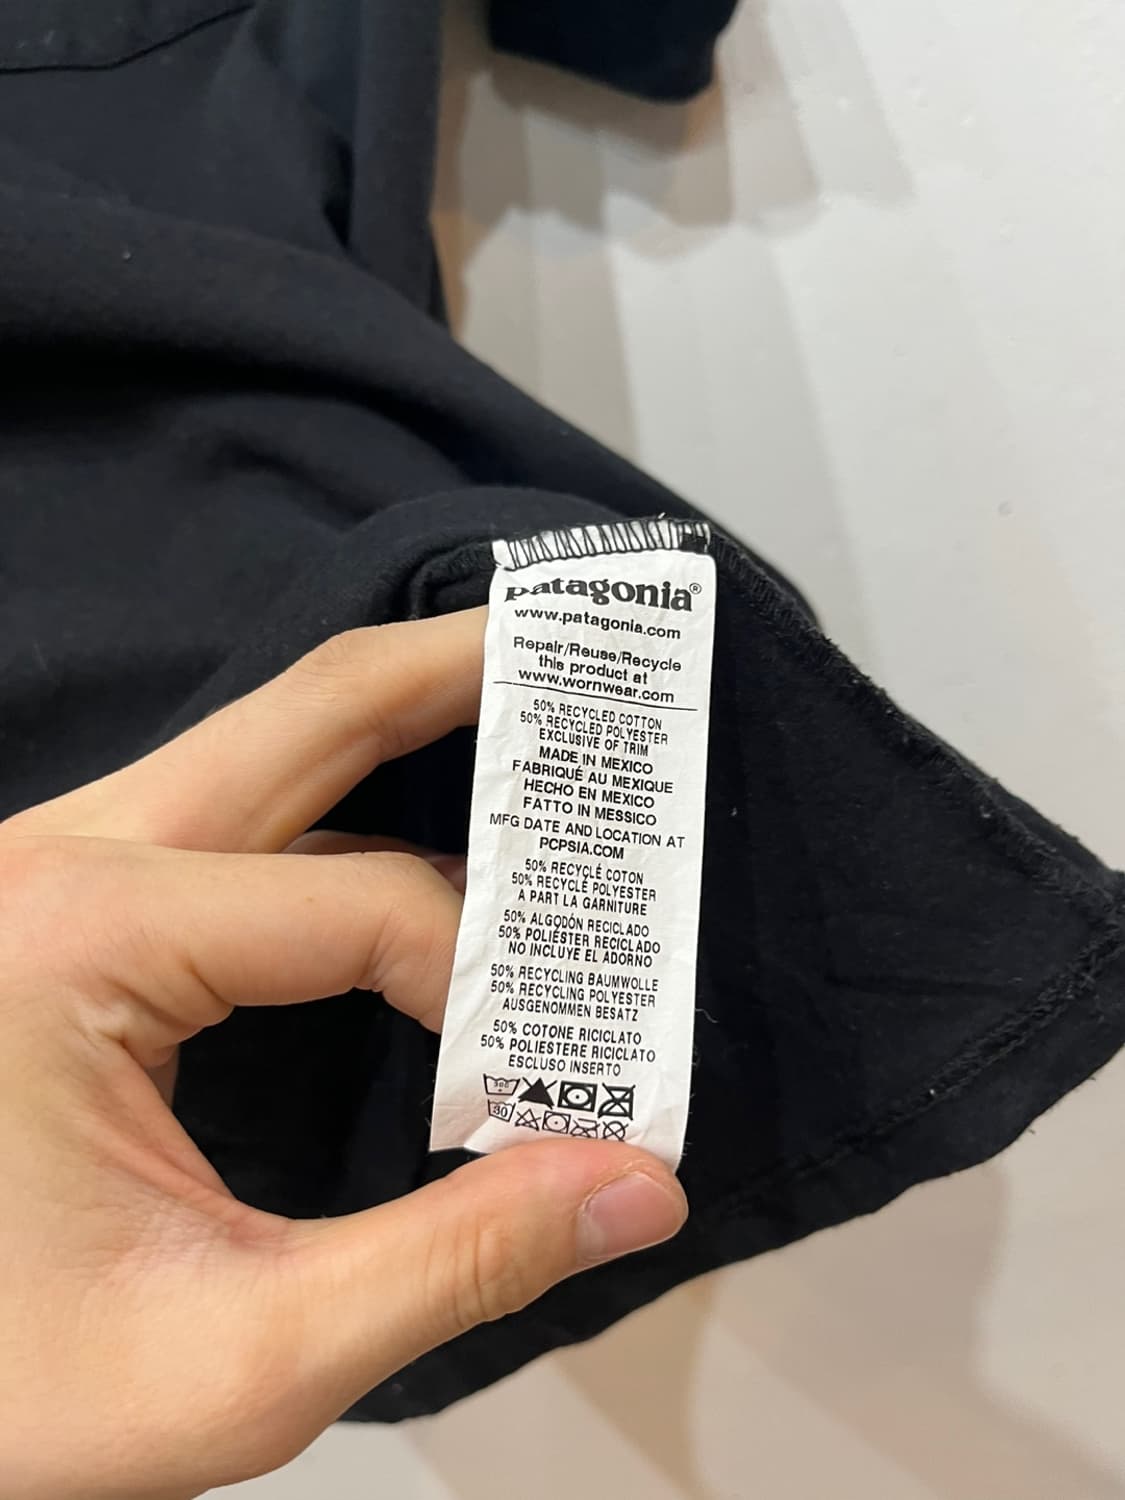 patagonia®
www.patagonia.com
Repair/Reuse/Recycle
this product at
www.wornwear.com
50% RECYCLED COTTON
50% RECYCLED POLYESTER
EXCLUSIVE OF TRIM
MADE IN MEXICO
FABRIQUÉ AU MEXIQUE
HECHO EN MEXICO
FATTO IN MESSICO
MFG DATE AND LOCATION AT
PCPSIA.COM
50% RECYCLÉ COTON
50% RECYCLÉ POLYESTER
A PART LA GARNITURE
50% ALGODÓN RECICLADO
50% POLIÉSTER RECICLADO
NO INCLUYE EL ADORNO
50% RECYCLING BAUMWOLLE
50% RECYCLING POLYESTER
AUSGENOMMEN BESATZ
50% COTONE RICICLATO
50% POLIESTERE RICICLATO
ESCLUSO INSERTO
30